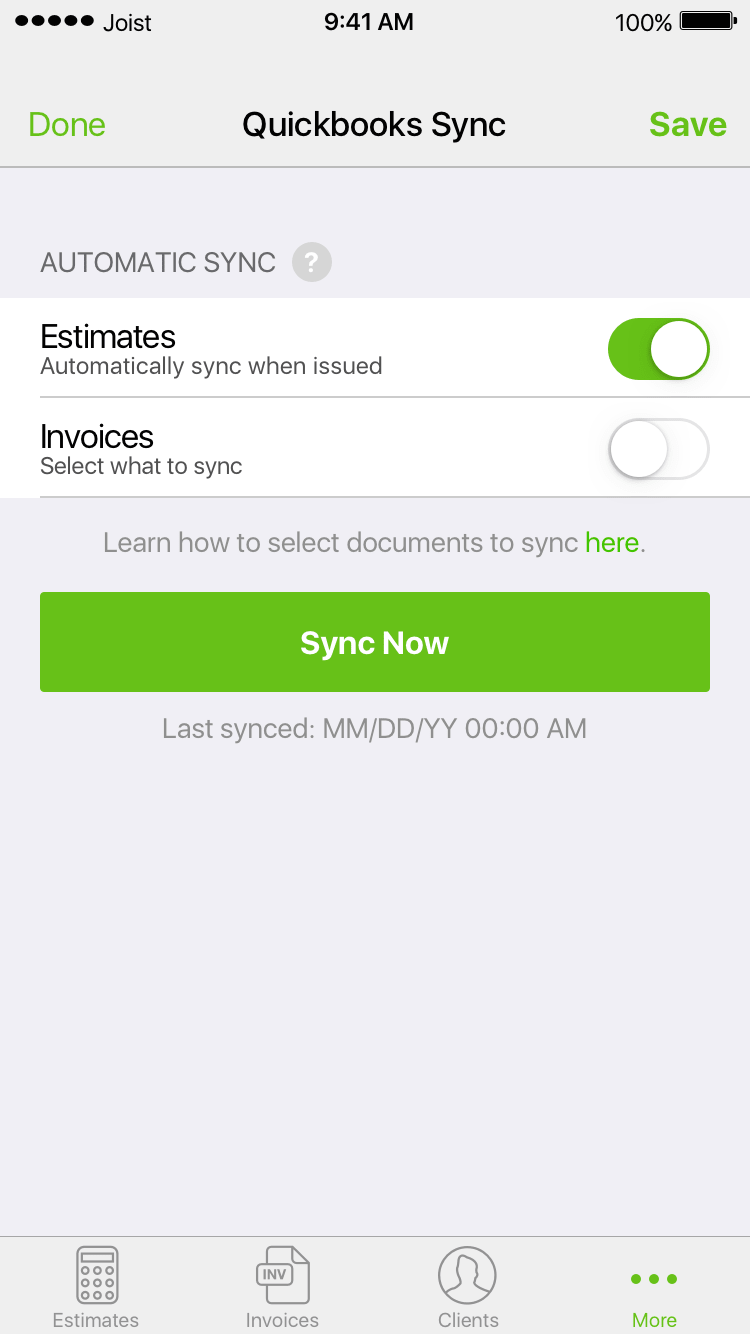 Joist 9:41 AM 100%
Done Quickbooks Sync Save
AUTOMATIC SYNC ?
Estimates
Automatically sync when issued
Invoices
Select what to sync
Learn how to select documents to sync here.
Sync Now
Last synced: MM/DD/YY 00:00 AM
INV
Estimates Invoices Clients More